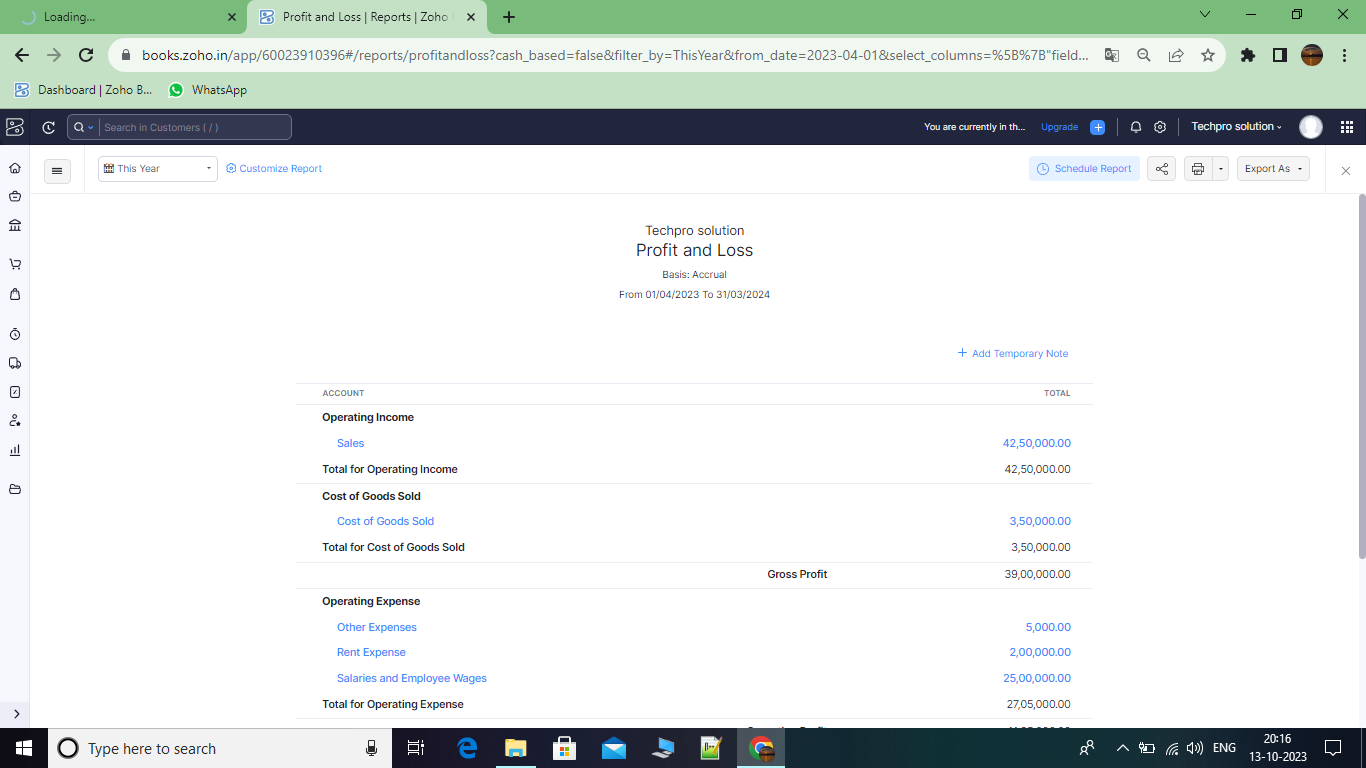 Loading...
Profit and Loss | Reports | Zoho
books.zoho.in/app/60023910396#/reports/profitandloss?cash_based=false&filter_by=ThisYear&from_date=2023-04-01&select_columns=%5B%7B"field...
Dashboard | Zoho B... WhatsApp
Search in Customers ( / ) You are currently in th... Upgrade Techpro solution
This Year Customize Report Schedule Report Export As
Techpro solution
Profit and Loss
Basis: Accrual
From 01/04/2023 To 31/03/2024
+ Add Temporary Note
ACCOUNT TOTAL
Operating Income
Sales 42,50,000.00
Total for Operating Income 42,50,000.00
Cost of Goods Sold
Cost of Goods Sold 3,50,000.00
Total for Cost of Goods Sold 3,50,000.00
Gross Profit 39,00,000.00
Operating Expense
Other Expenses 5,000.00
Rent Expense 2,00,000.00
Salaries and Employee Wages 25,00,000.00
Total for Operating Expense 27,05,000.00
Type here to search ENG 20:16
13-10-2023